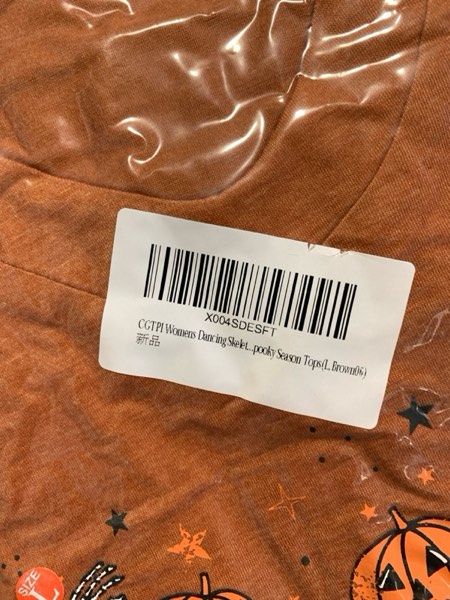 X004SDESFT
CGTPI Womens Dancing Skelet...pooky Season Tops(L, Brown06)
新品
SIZE
L